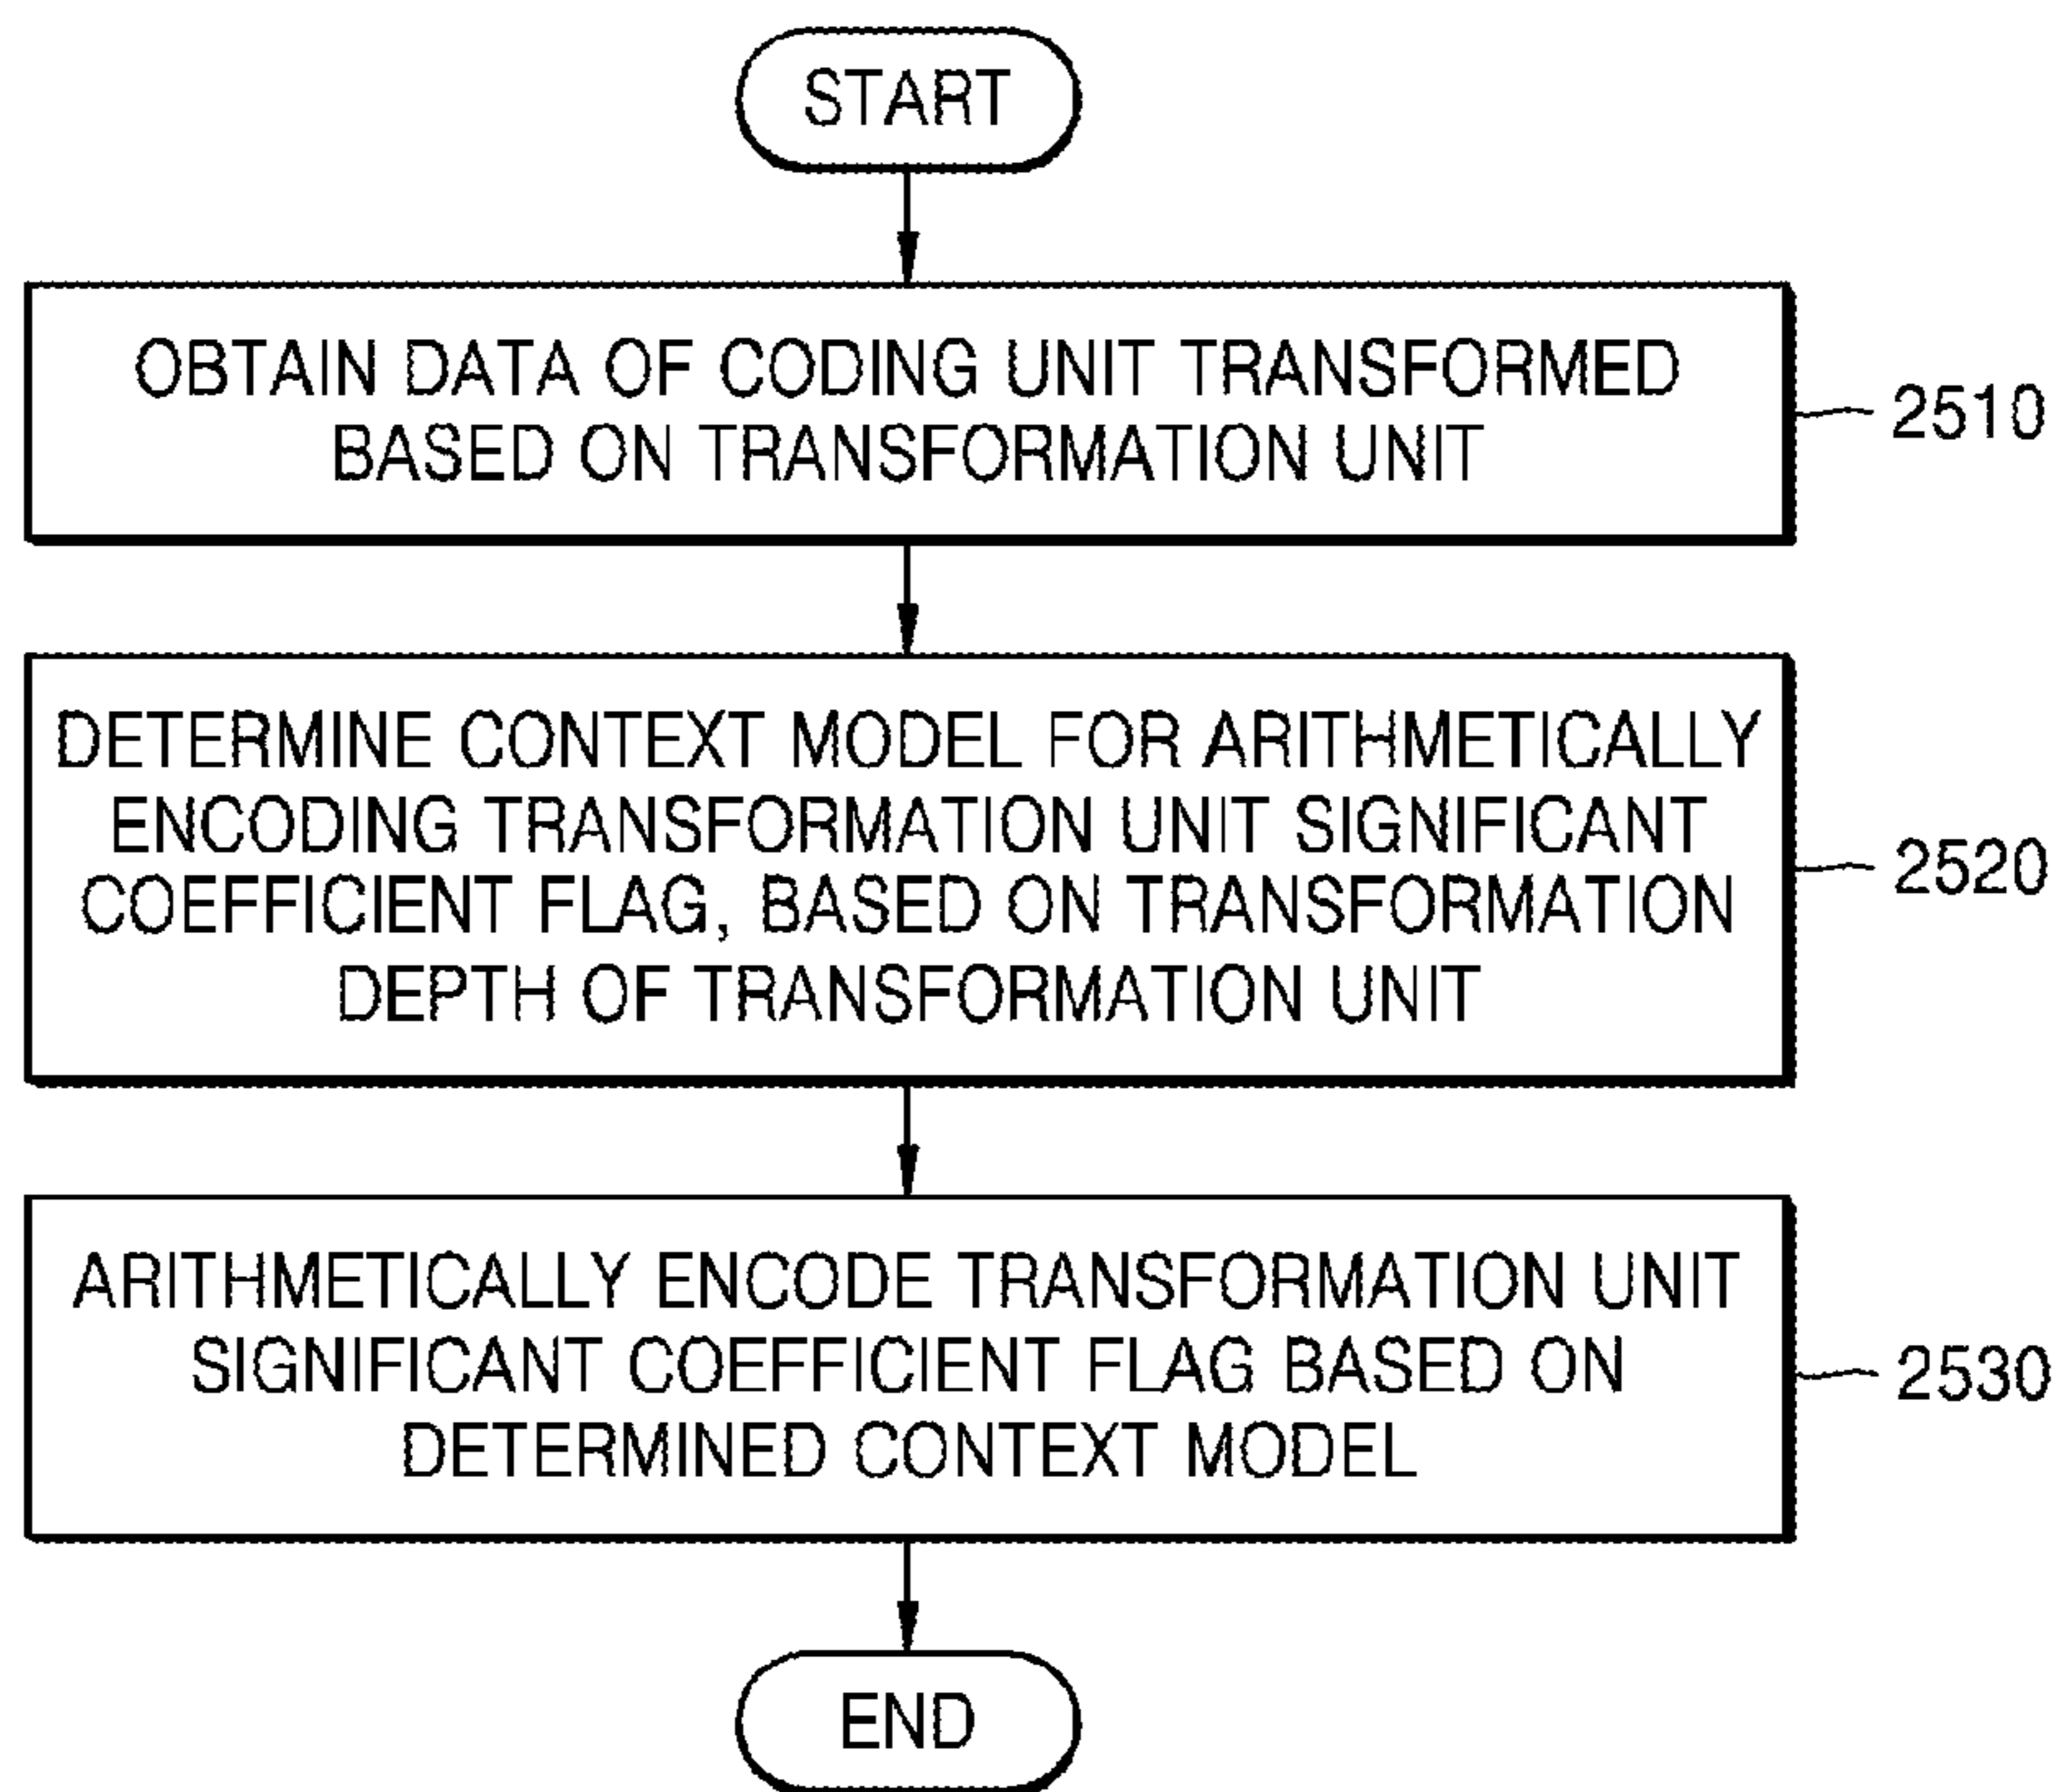 START
OBTAIN DATA OF CODING UNIT TRANSFORMED
BASED ON TRANSFORMATION UNIT
2510
DETERMINE CONTEXT MODEL FOR ARITHMETICALLY
ENCODING TRANSFORMATION UNIT SIGNIFICANT
COEFFICIENT FLAG, BASED ON TRANSFORMATION
DEPTH OF TRANSFORMATION UNIT
2520
ARITHMETICALLY ENCODE TRANSFORMATION UNIT
SIGNIFICANT COEFFICIENT FLAG BASED ON
DETERMINED CONTEXT MODEL
2530
END